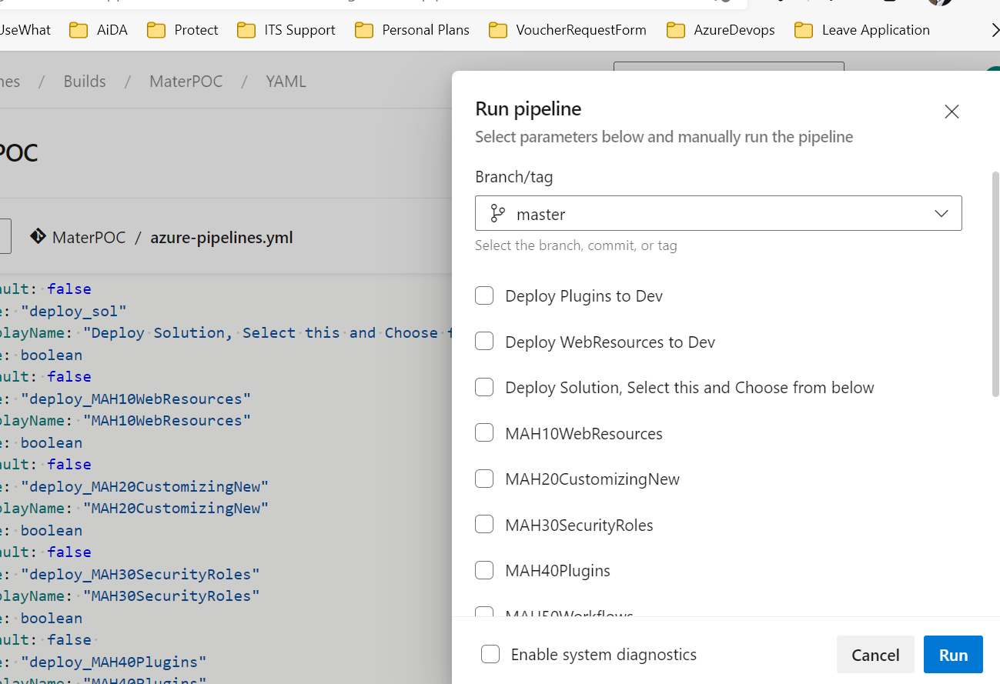 UseWhat AiDA Protect ITS Support Personal Plans VoucherRequestForm AzureDevops Leave Application
nes / Builds / MaterPOC / YAML
POC
MaterPOC / azure-pipelines.yml
ault: false
e: "deploy_sol"
playName: "Deploy Solution, Select this and Choose f
e: boolean
ault: false
e: "deploy_MAH10WebResources"
playName: "MAH10WebResources"
e: boolean
ault: false
e: "deploy_MAH20CustomizingNew"
playName: "MAH20CustomizingNew"
e: boolean
ault: false
e: "deploy_MAH30SecurityRoles"
playName: "MAH30SecurityRoles"
e: boolean
ault: false
e: "deploy_MAH40Plugins"
playName: "MAH40Plugins"
Run pipeline
Select parameters below and manually run the pipeline
Branch/tag
master
Select the branch, commit, or tag
Deploy Plugins to Dev
Deploy WebResources to Dev
Deploy Solution, Select this and Choose from below
MAH10WebResources
MAH20CustomizingNew
MAH30SecurityRoles
MAH40Plugins
MAH50Workflows
Enable system diagnostics
Cancel
Run